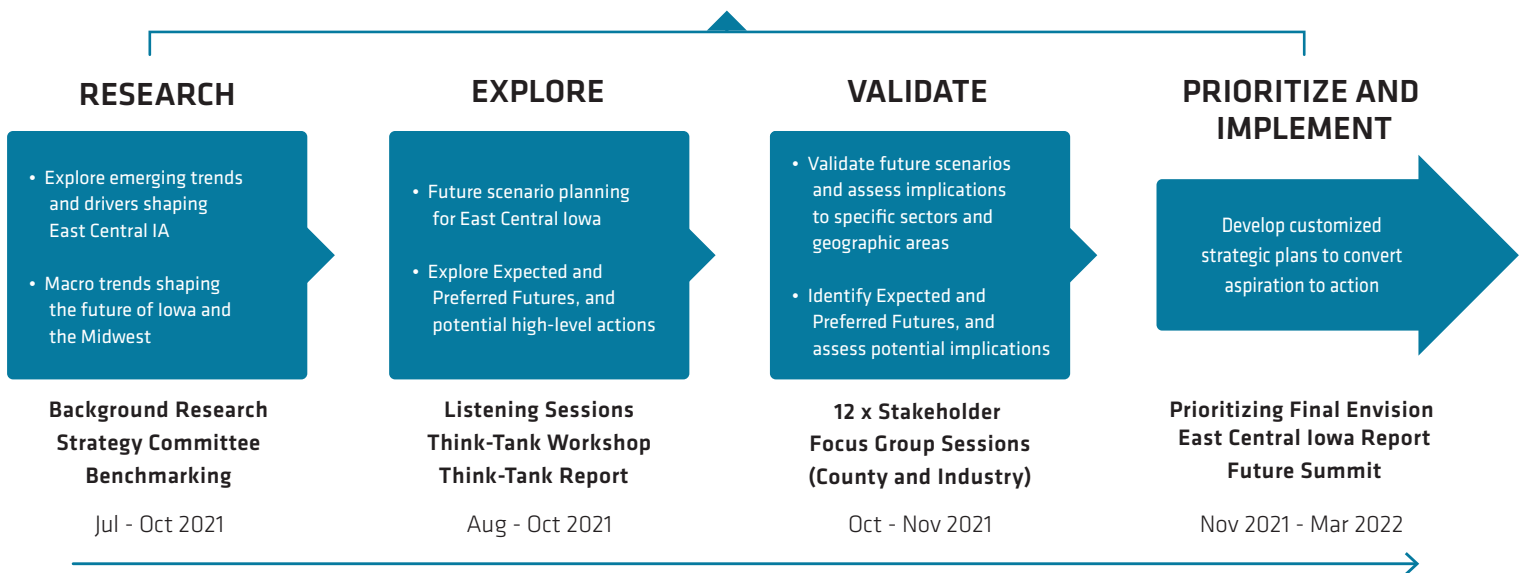 RESEARCH
• Explore emerging trends
and drivers shaping
East Central IA
• Macro trends shaping
the future of Iowa and
the Midwest
Background Research
Strategy Committee
Benchmarking
Jul - Oct 2021
EXPLORE
• Future scenario planning
for East Central Iowa
• Explore Expected and
Preferred Futures, and
potential high-level actions
Listening Sessions
Think-Tank Workshop
Think-Tank Report
Aug - Oct 2021
VALIDATE
• Validate future scenarios
and assess implications
to specific sectors and
geographic areas
• Identify Expected and
Preferred Futures, and
assess potential implications
12 x Stakeholder
Focus Group Sessions
(County and Industry)
Oct - Nov 2021
PRIORITIZE AND
IMPLEMENT
Develop customized
strategic plans to convert
aspiration to action
Prioritizing Final Envision
East Central Iowa Report
Future Summit
Nov 2021 - Mar 2022